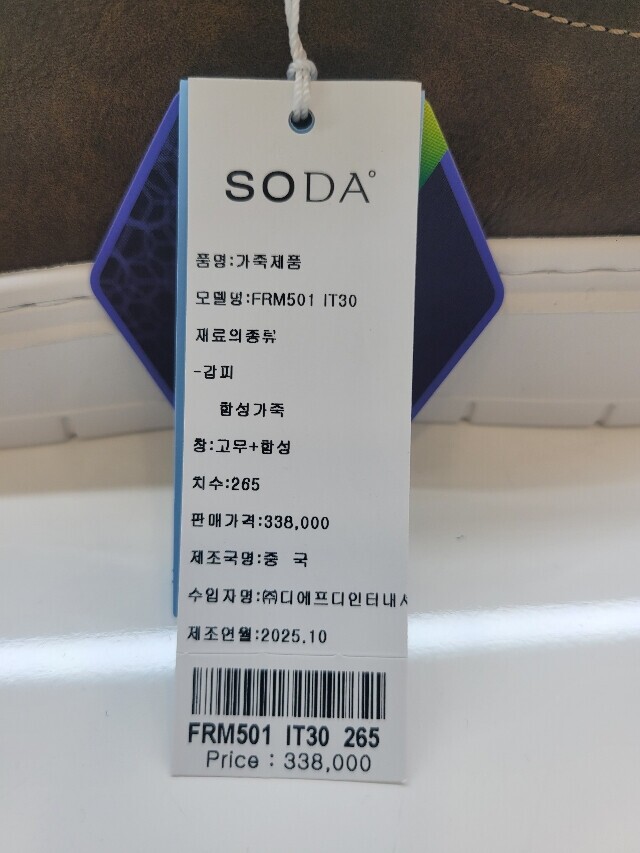 SODA
품명:가죽제품
모델넝:FRM501 IT30
재료의종류
-갑피
합성가죽
창:고무+합성
치수:265
판매가격:338,000
제조국명:중 국
수입자명:㈜디에프디인터내
제조연월:2025.10
FRM501 IT30 265
Price : 338,000